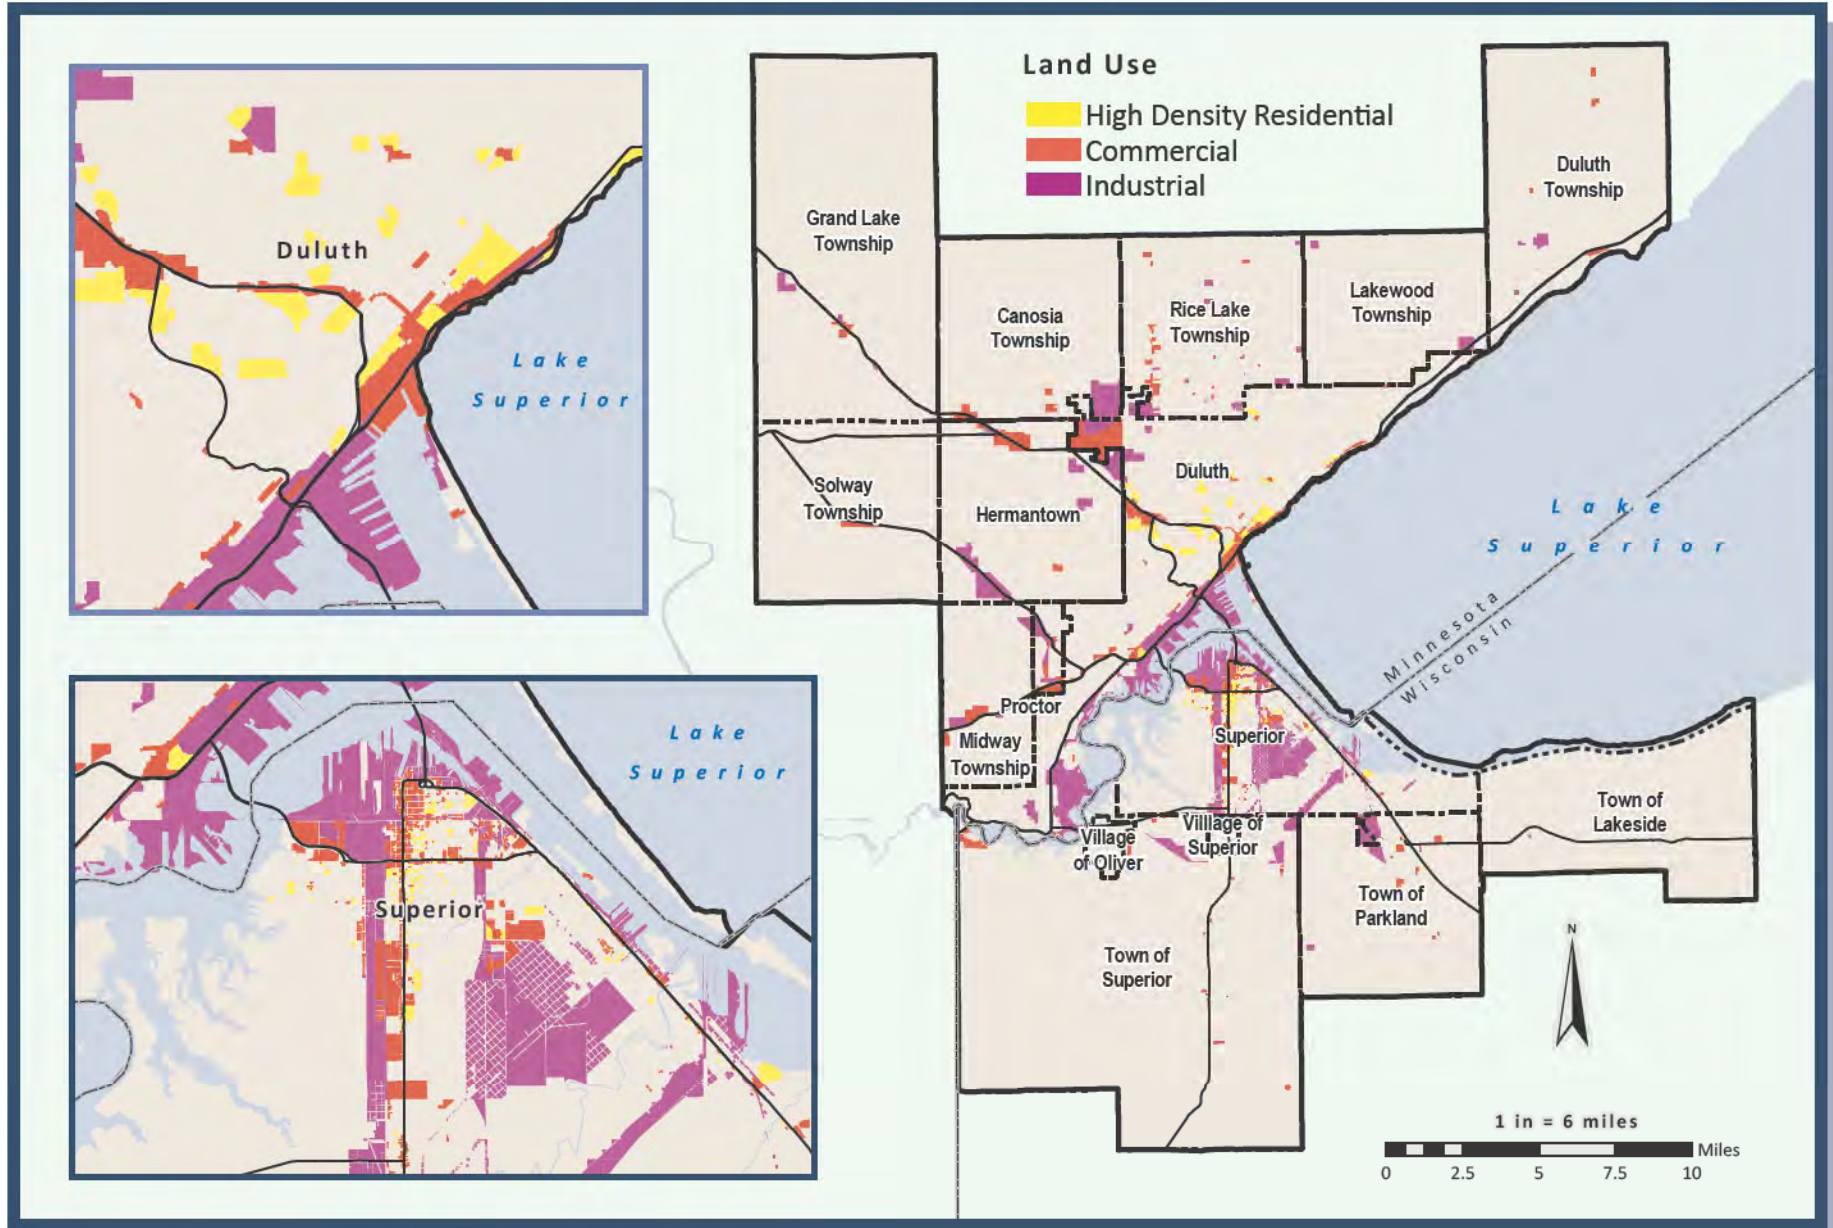 Duluth
Lake
Superior
Lake
Superior
Superior
Land Use
High Density Residential
Commercial
Industrial
Grand Lake
Township
Duluth
Township
Canosia
Township
Rice Lake
Township
Lakewood
Township
Solway
Township
Hermantown
Duluth
Lake
Superior
Minnesota
Wisconsin
Proctor
Midway
Township
Superior
Village
of Oliver
Villlage of
Superior
Town of
Lakeside
Town of
Parkland
Town of
Superior
N
1 in = 6 miles
Miles
0 2.5 5 7.5 10